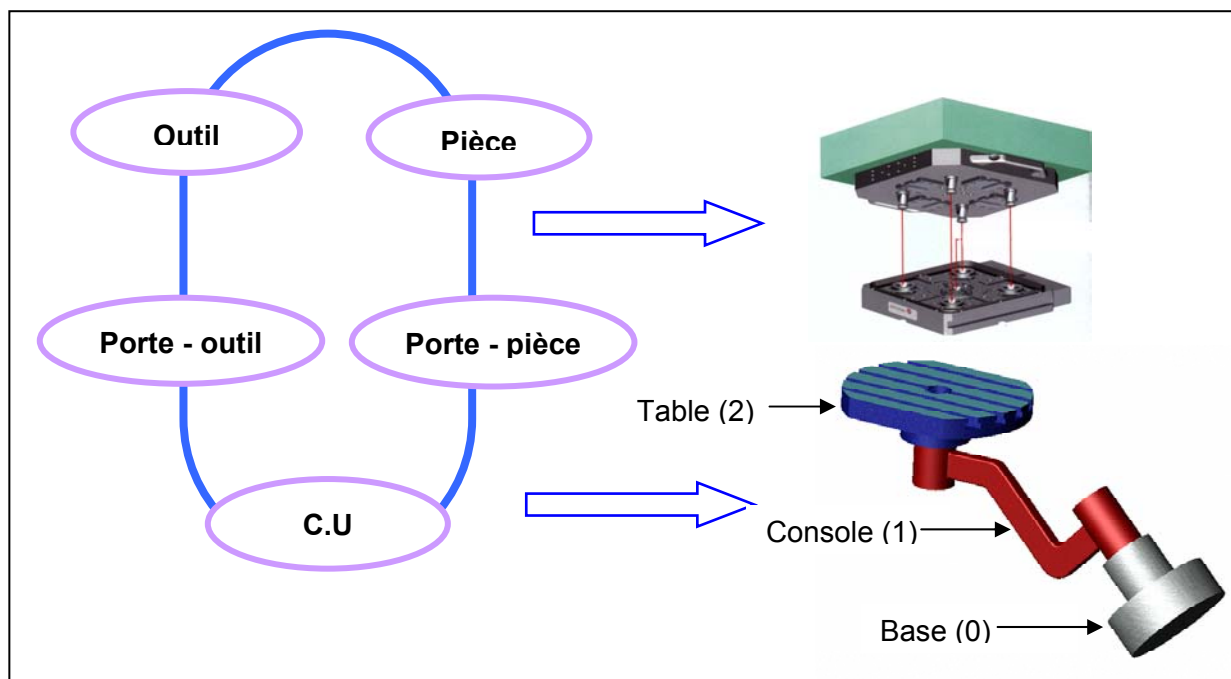 Outil
Pièce
Porte - outil
Porte - pièce
C.U
Table (2)
Console (1)
Base (0)